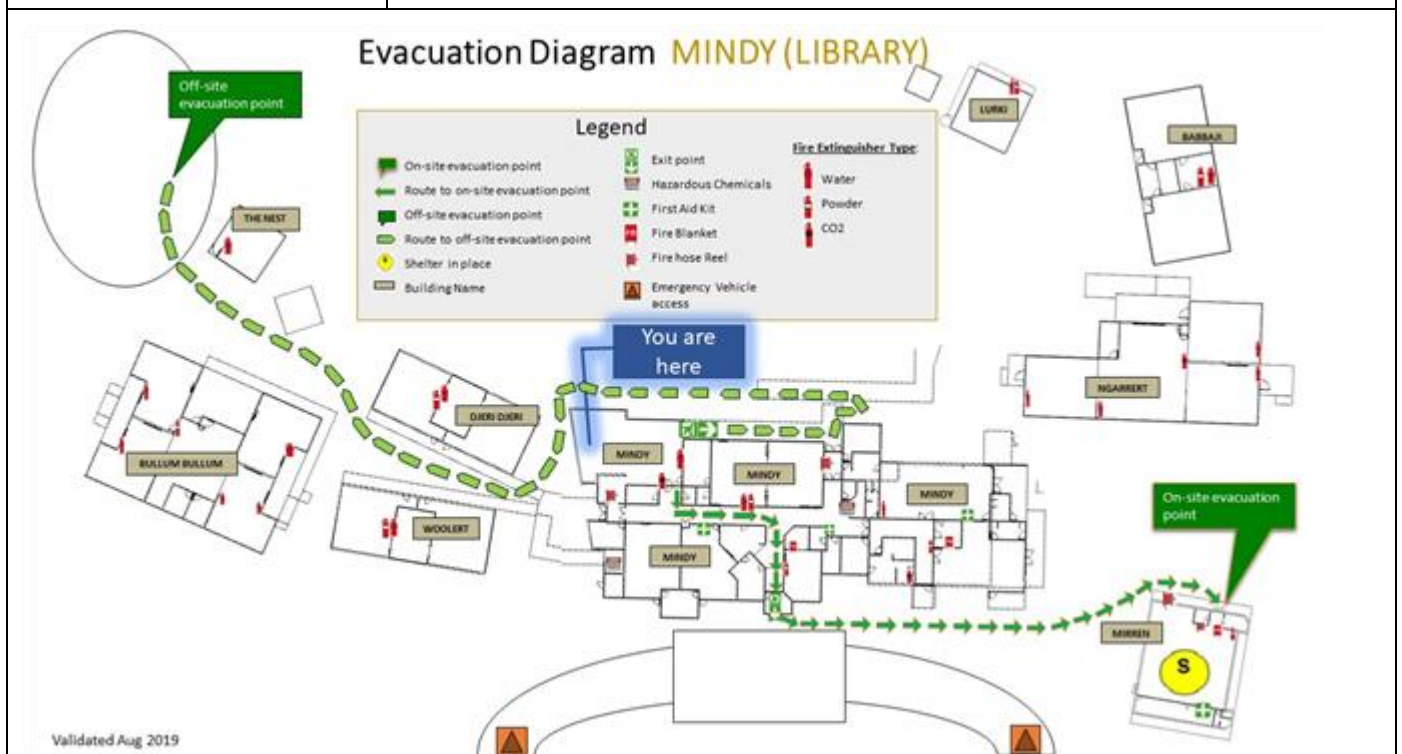 Evacuation Diagram MINDY (LIBRARY)
Off-site
evacuation point
Legend
On-site evacuation point
Route to on-site evacuation point
Off-site evacuation point
Route to off-site evacuation point
Shelter in place
Building Name
Exit point
Hazardous Chemicals
First Aid Kit
Fire Blanket
Fire hose Reel
Emergency Vehicle
access
Fire Extinguisher Type:
Water
Powder
CO2
LURKI
BABBAJI
THE NEST
You are
here
NGARRERT
DJERI DJERI
BULLUM BULLUM
MINDY
MINDY
MINDY
WOOLERT
MINDY
On-site evacuation
point
MIRREN
S
Validated Aug 2019